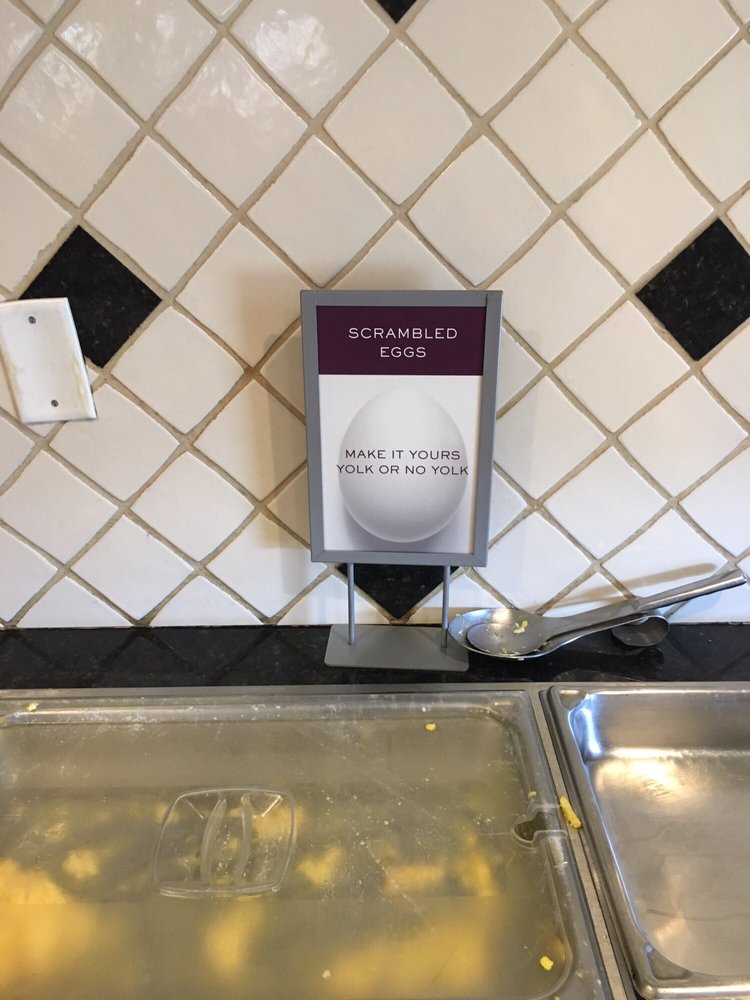 SCRAMBLED
EGGS
MAKE IT YOURS
YOLK OR NO YOLK